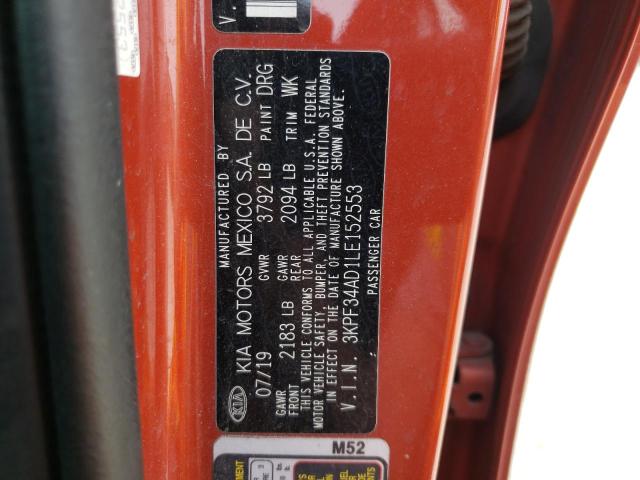 MANUFACTURED BY
KIA KIA MOTORS MEXICO S.A. DE C.V.
07/19 GVWR 3792 LB PAINT DRG
GAWR FRONT 2183 LB GAWR REAR 2094 LB TRIM WK
THIS VEHICLE CONFORMS TO ALL APPLICABLE U.S.A. FEDERAL
MOTOR VEHICLE SAFETY, BUMPER, AND THEFT PREVENTION STANDARDS
IN EFFECT ON THE DATE OF MANUFACTURE SHOWN ABOVE.
V.I.N. 3KPF34AD1LE152553
PASSENGER CAR
V.
M52